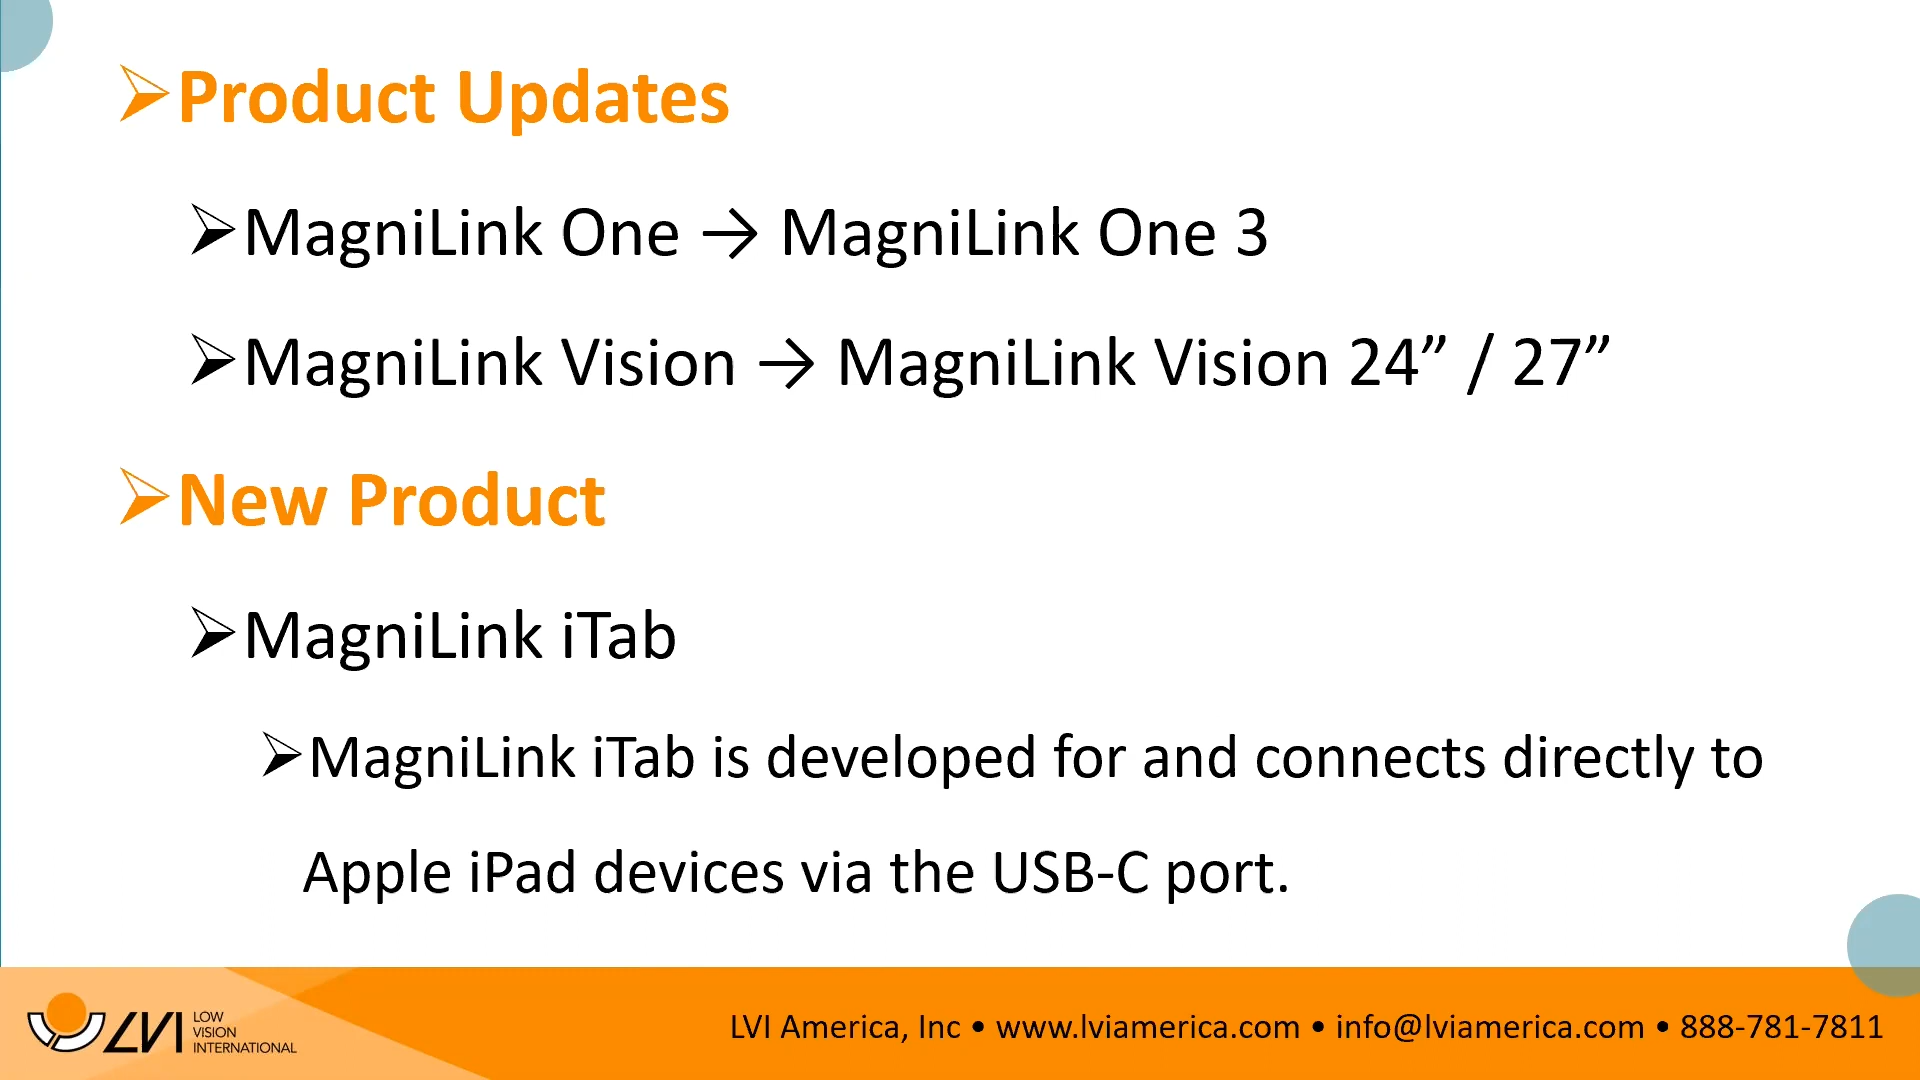 ➢Product Updates
➢MagniLink One → MagniLink One 3
➢MagniLink Vision → MagniLink Vision 24” / 27”
➢New Product
➢MagniLink iTab
➢MagniLink iTab is developed for and connects directly to
Apple iPad devices via the USB-C port.
LVI LOW
VISION
INTERNATIONAL
LVI America, Inc • www.lviamerica.com • info@lviamerica.com • 888-781-7811